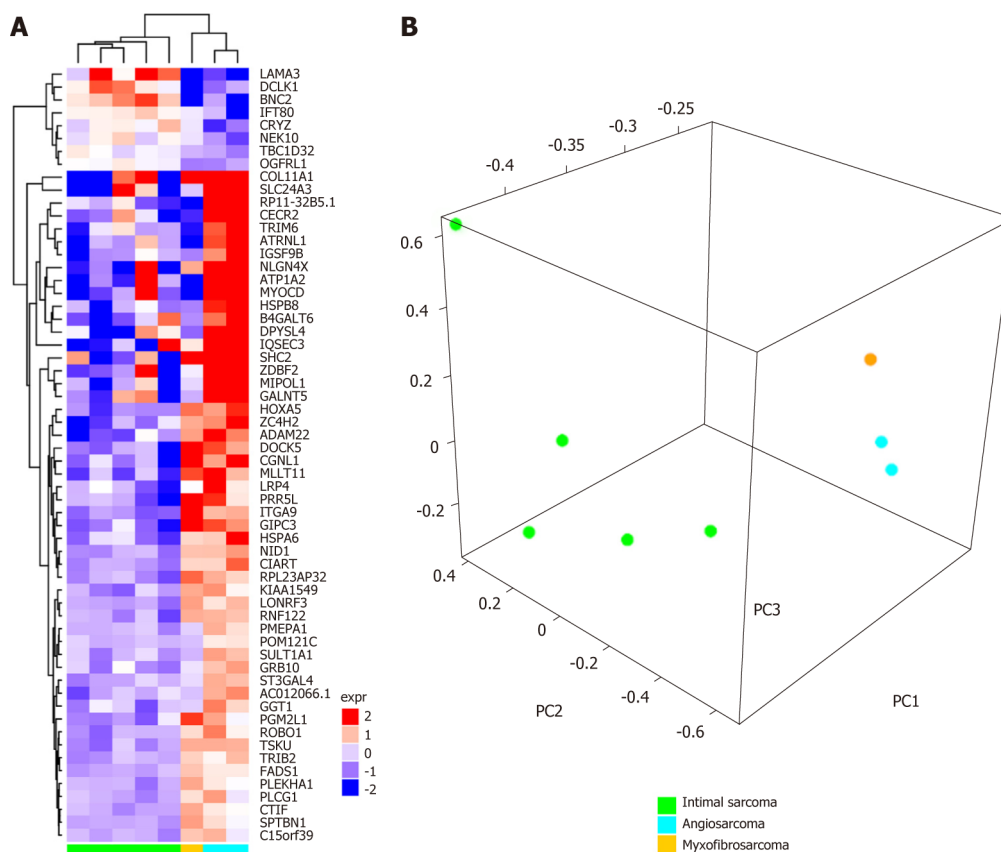 A
LAMA3
DCLK1
BNC2
IFT80
CRYZ
NEK10
TBC1D32
OGFRL1
COL11A1
SLC24A3
RP11-32B5.1
CECR2
TRIM6
ATRNL1
IGSF9B
NLGN4X
ATP1A2
MYOCD
HSPB8
B4GALT6
DPYSL4
IQSEC3
SHC2
ZDBF2
MIPOL1
GALNT5
HOXA5
ZC4H2
ADAM22
DOCK5
CGNL1
MLLT11
LRP4
PRR5L
ITGA9
GIPC3
HSPA6
NID1
CIART
RPL23AP32
KIAA1549
LONRF3
RNF122
PMEPA1
POM121C
SULT1A1
GRB10
ST3GAL4
AC012066.1
GGT1
PGM2L1
ROBO1
TSKU
TRIB2
FADS1
PLEKHA1
PLCG1
CTIF
SPTBN1
C15orf39
expr
2
1
0
-1
-2
B
-0.4
-0.35
-0.3
-0.25
0.6
0.4
0.2
0
-0.2
0.4
0.2
0
-0.2
-0.4
-0.6
PC3
PC2
PC1
Intimal sarcoma
Angiosarcoma
Myxofibrosarcoma